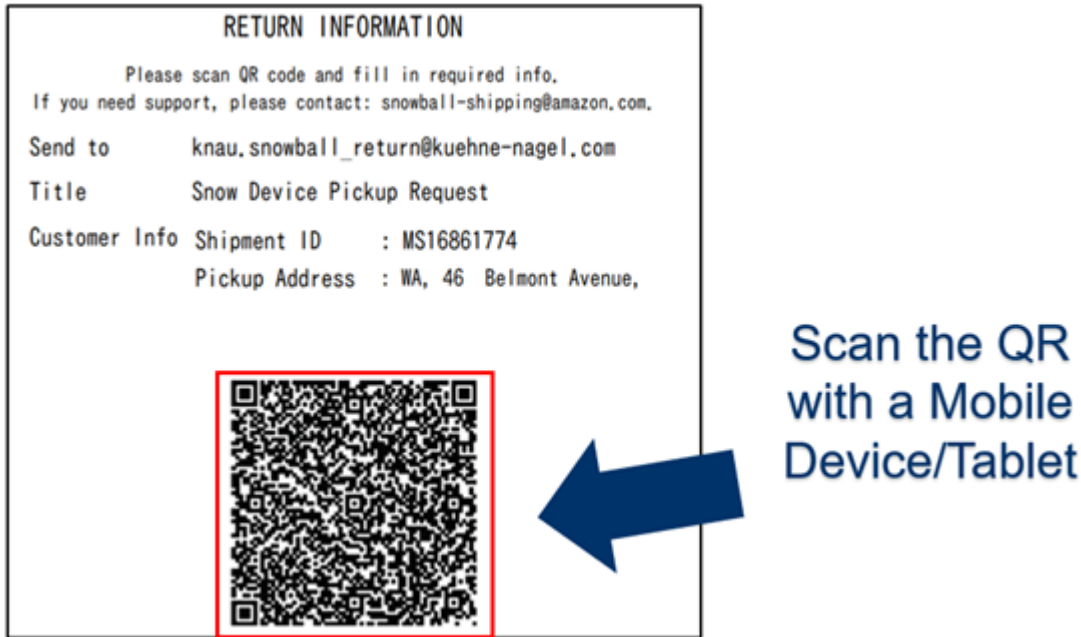 RETURN INFORMATION
Please scan QR code and fill in required info.
If you need support, please contact: snowball-shipping@amazon.com.
Send to knau.snowball_return@kuehne-nagel.com
Title Snow Device Pickup Request
Customer Info Shipment ID : MS16861774
Pickup Address : WA, 46 Belmont Avenue,
Scan the QR
with a Mobile
Device/Tablet